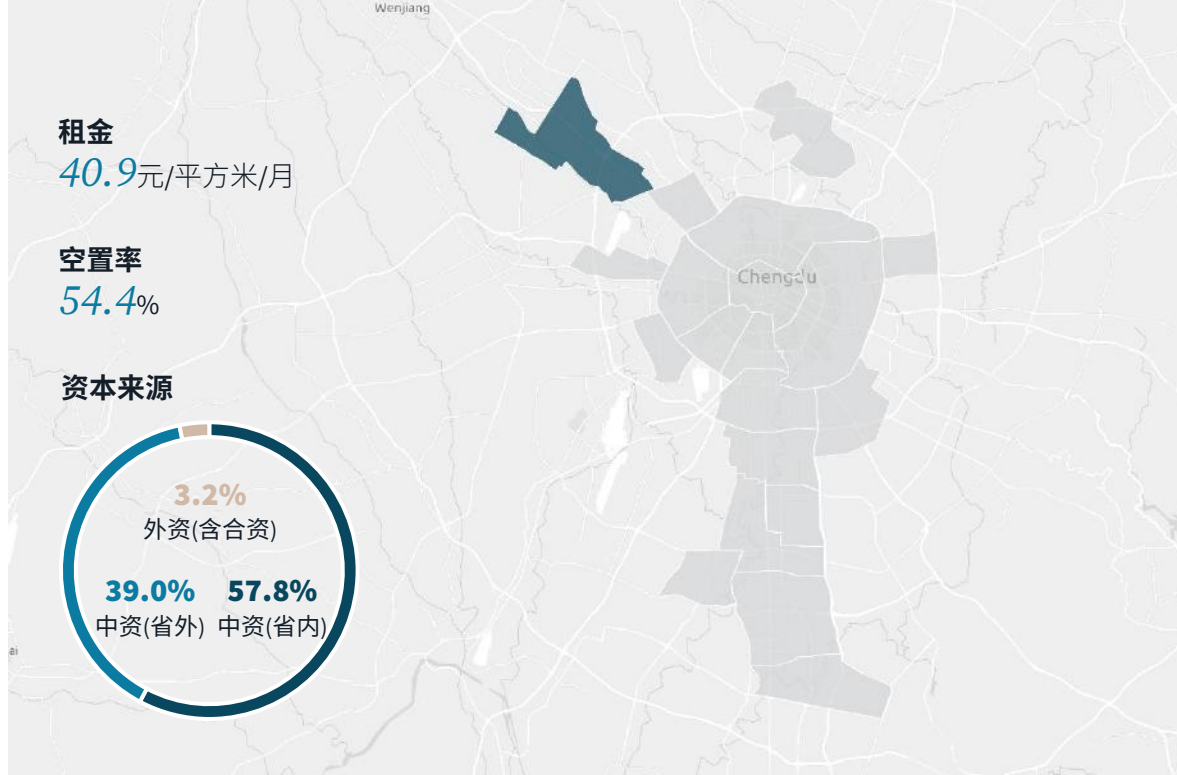 Wenjiang
租金
40.9元/平方米/月
空置率
54.4%
资本来源
3.2%
外资(含合资)
39.0% 57.8%
中资(省外) 中资(省内)
Chengdu
ai